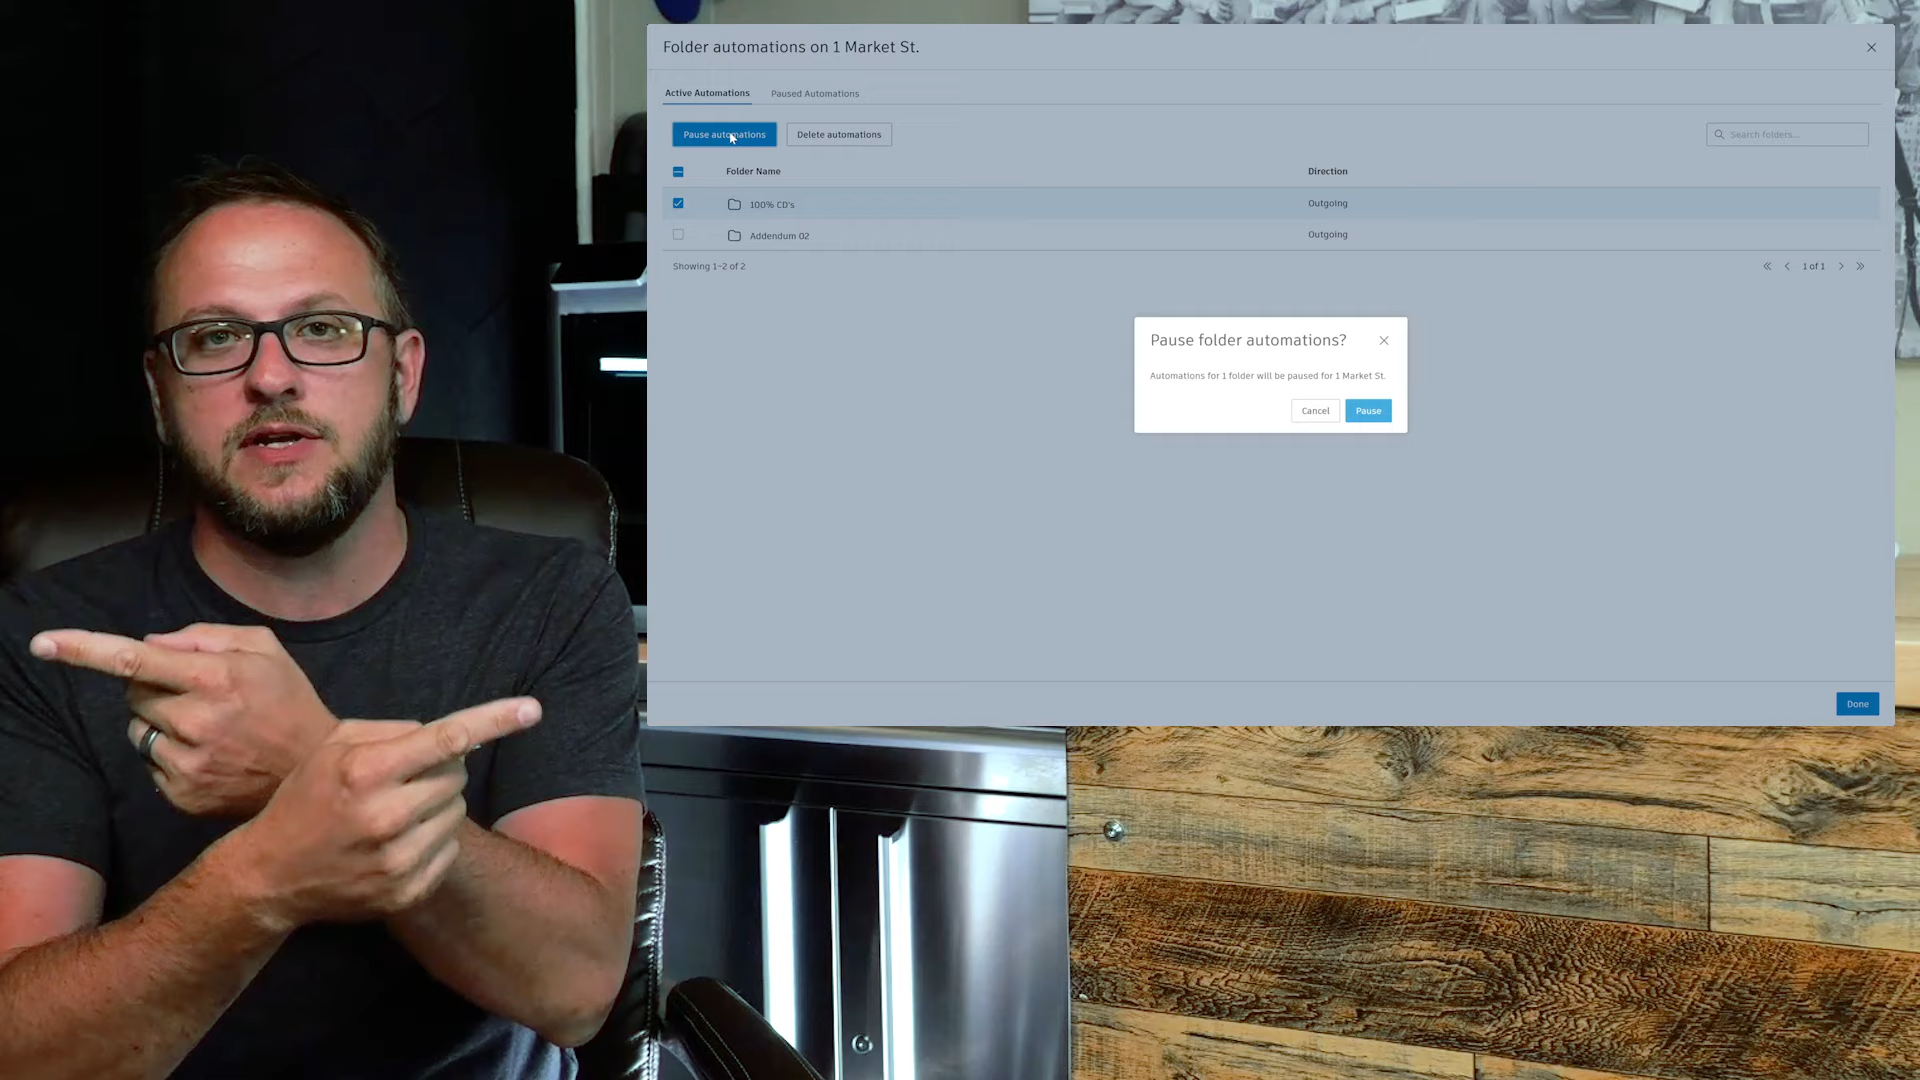 Folder automations on 1 Market St.
Active Automations Paused Automations
Pause automations Delete automations Search folders...
Folder Name Direction
100% CD's Outgoing
Addendum 02 Outgoing
Showing 1-2 of 2 1 of 1
Pause folder automations?
Automations for 1 folder will be paused for 1 Market St.
Cancel Pause
Done